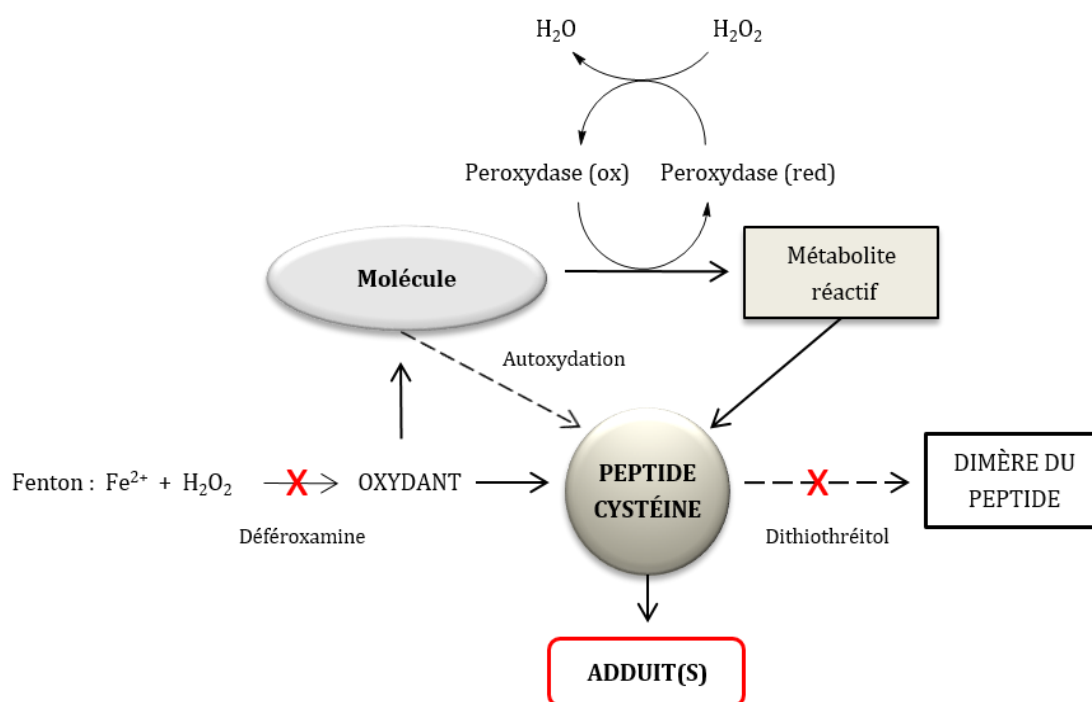 H₂O H₂O₂
Peroxydase (ox) Peroxydase (red)
Molécule
Métabolite
réactif
Autoxydation
Fenton : Fe²⁺ + H₂O₂ X OXYDANT
Déféroxamine
PEPTIDE
CYSTÉINE
X
Dithiothréitol
DIMÈRE DU
PEPTIDE
ADDUIT(S)